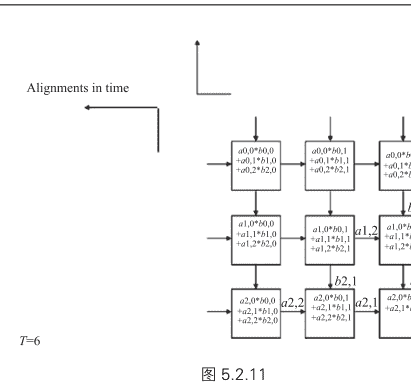 Alignments in time
a0,0*b0,0
+a0,1*b1,0
+a0,2*b2,0
a0,0*b0,1
+a0,1*b1,1
+a0,2*b2,1
a1,0*b0,0
+a1,1*b1,0
+a1,2*b2,0
a1,0*b0,1
+a1,1*b1,1
+a1,2*b2,1
a1,2
b2,1
a2,0*b0,0
+a2,1*b1,0
+a2,2*b2,0
a2,2
a2,0*b0,1
+a2,1*b1,1
+a2,2*b2,1
a2,1
T=6
图 5.2.11